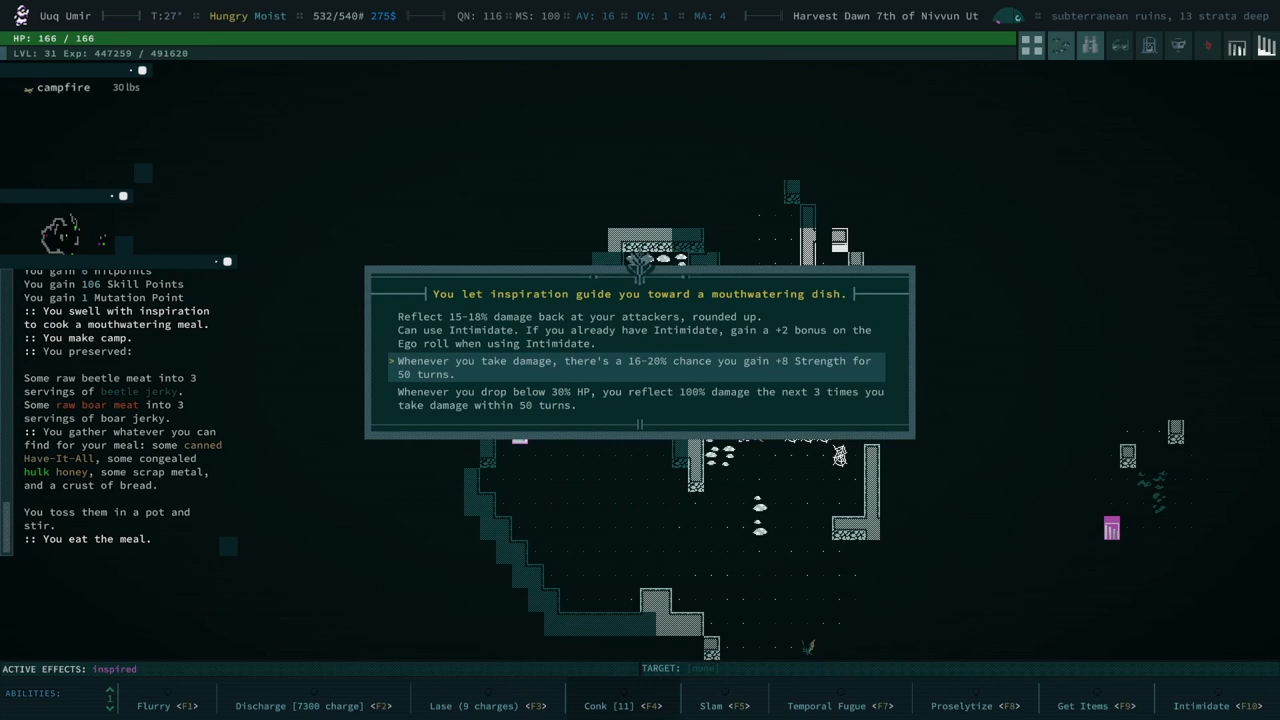 Uuq Umir T:27° Hungry Moist 532/540# 275$ QN: 116 MS: 100 AV: 16 DV: 1 MA: 4 Harvest Dawn 7th of Nivvun Ut subterranean ruins, 13 strata deep
HP: 166 / 166
LVL: 31 Exp: 447259 / 491620
campfire 30 lbs
You gain 6 hitpoints
You gain 106 Skill Points
You gain 1 Mutation Point
:: You swell with inspiration
to cook a mouthwatering meal.
:: You make camp.
:: You preserved:
Some raw beetle meat into 3
servings of beetle jerky.
Some raw boar meat into 3
servings of boar jerky.
:: You gather whatever you can
find for your meal: some canned
Have-It-All, some congealed
hulk honey, some scrap metal,
and a crust of bread.
You toss them in a pot and
stir.
:: You eat the meal.
You let inspiration guide you toward a mouthwatering dish.
Reflect 15-18% damage back at your attackers, rounded up.
Can use Intimidate. If you already have Intimidate, gain a +2 bonus on the
Ego roll when using Intimidate.
>Whenever you take damage, there's a 16-20% chance you gain +8 Strength for
50 turns.
Whenever you drop below 30% HP, you reflect 100% damage the next 3 times you
take damage within 50 turns.
ACTIVE EFFECTS: inspired TARGET: [none]
ABILITIES: 1 Flurry <F1> Discharge [7300 charge] <F2> Lase (9 charges) <F3> Conk [11] <F4> Slam <F5> Temporal Fugue <F7> Proselytize <F8> Get Items <F9> Intimidate <F10>